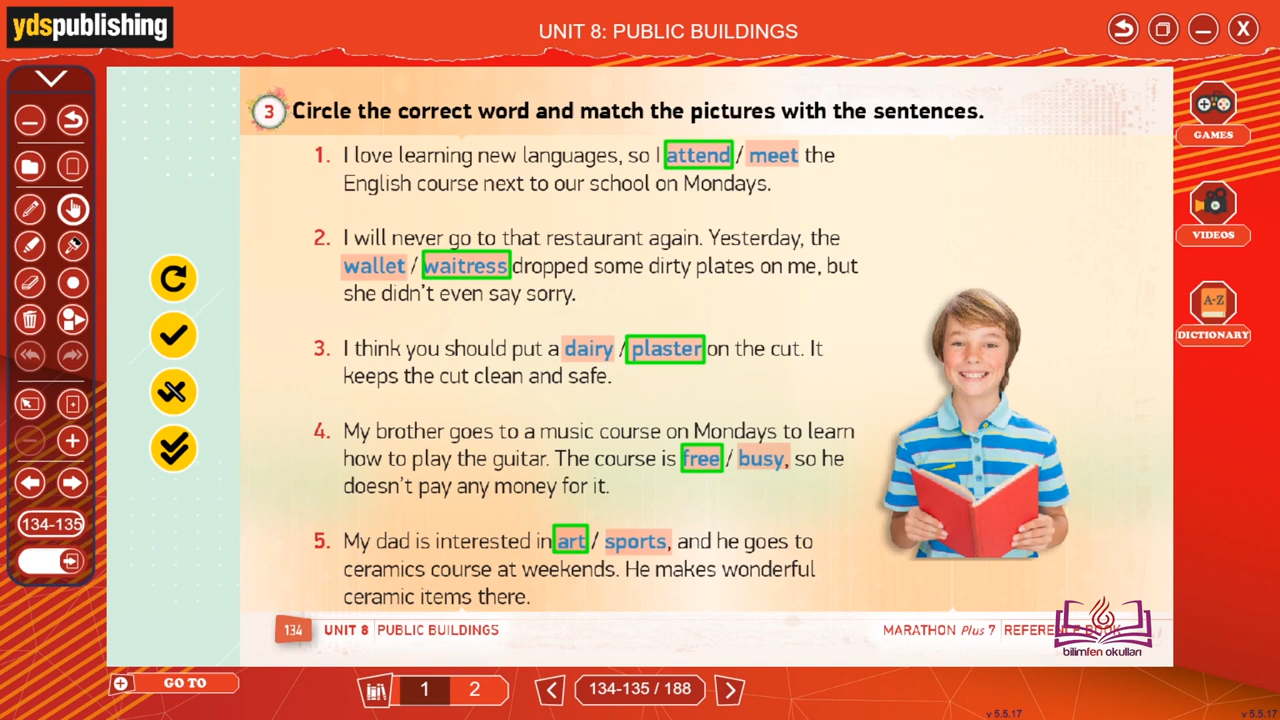 ydspublishing
UNIT 8: PUBLIC BUILDINGS
X
3 Circle the correct word and match the pictures with the sentences.
1. I love learning new languages, so I attend / meet the
English course next to our school on Mondays.
2. I will never go to that restaurant again. Yesterday, the
wallet / waitress dropped some dirty plates on me, but
she didn't even say sorry.
3. I think you should put a dairy / plaster on the cut. It
keeps the cut clean and safe.
4. My brother goes to a music course on Mondays to learn
how to play the guitar. The course is free / busy, so he
doesn't pay any money for it.
5. My dad is interested in art / sports, and he goes to
ceramics course at weekends. He makes wonderful
ceramic items there.
GAMES
VIDEOS
A-Z
DICTIONARY
134-135
134 UNIT 8 PUBLIC BUILDINGS
MARATHON Plus 7 REFERENCE BOOK
bilimfen okulları
GO TO
1 2
134-135 / 188
v 5.5.17
v 5.5.17